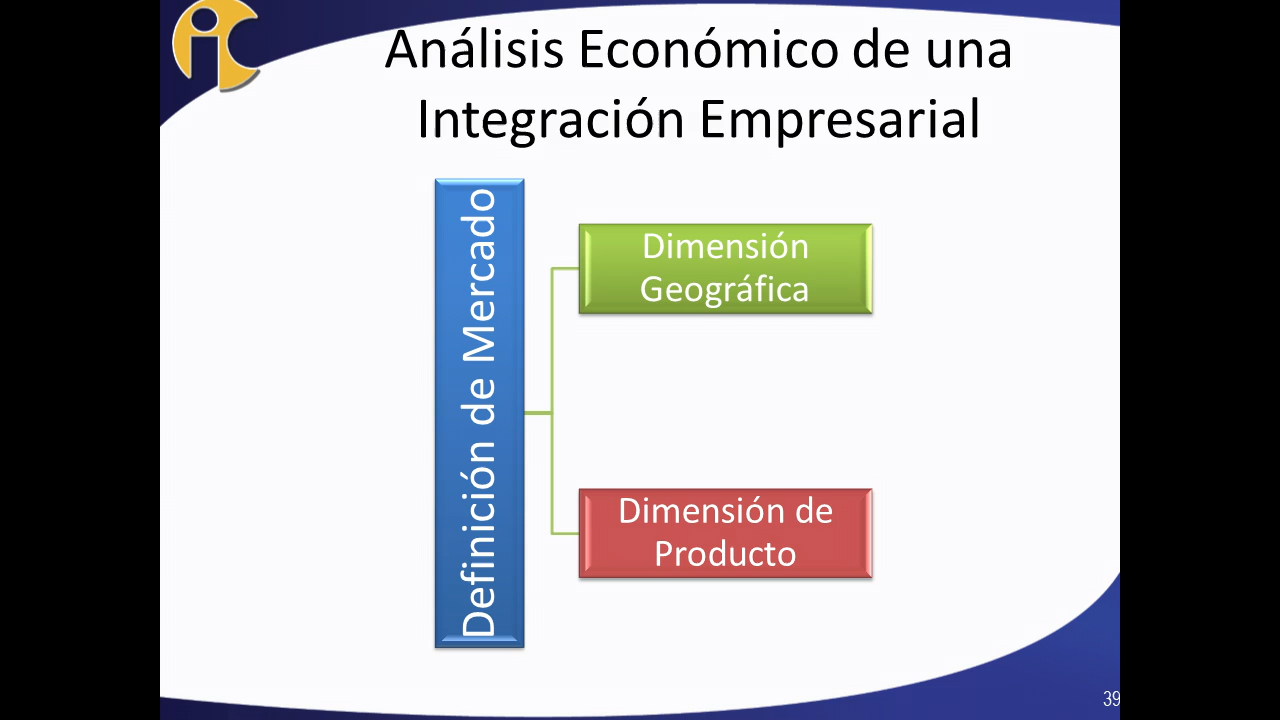 Análisis Económico de una
Integración Empresarial
Definición de Mercado
Dimensión
Geográfica
Dimensión de
Producto
39